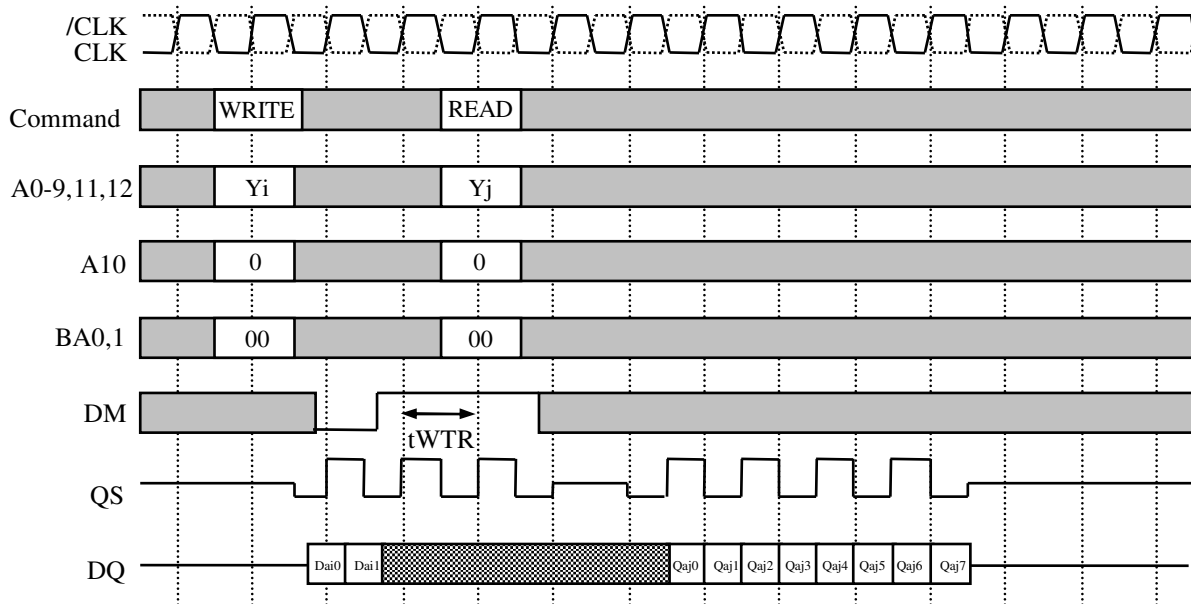 /CLK
CLK
Command WRITE READ
A0-9,11,12 Yi Yj
A10 0 0
BA0,1 00 00
DM
tWTR
QS
DQ Dai0 Dai1 Qaj0 Qaj1 Qaj2 Qaj3 Qaj4 Qaj5 Qaj6 Qaj7